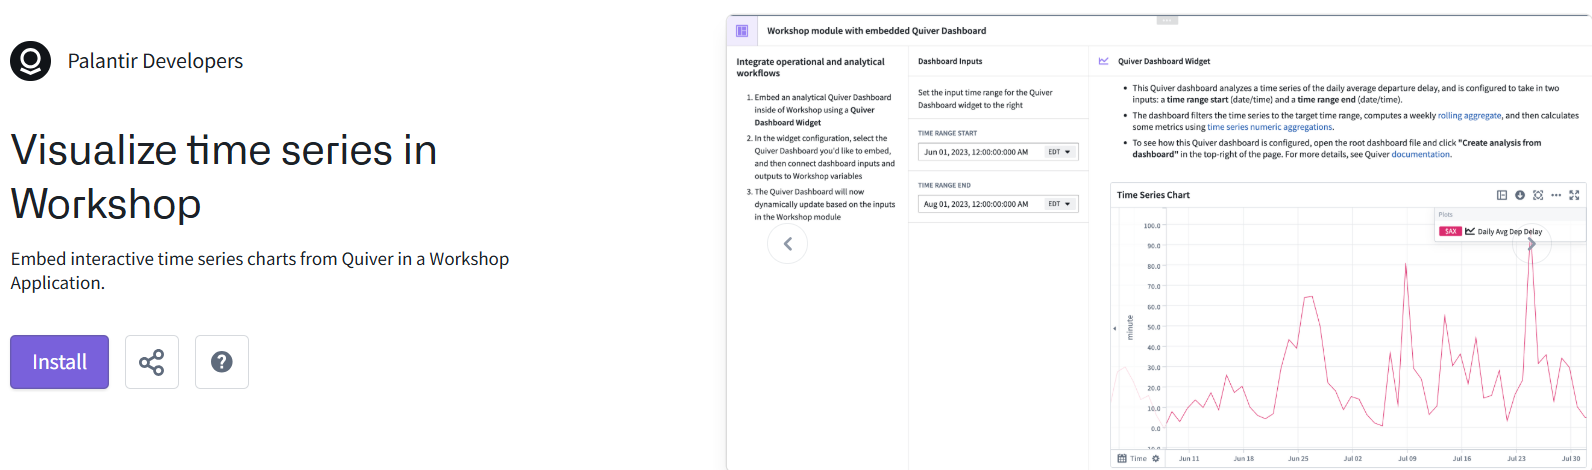 Palantir Developers
Visualize time series in
Workshop
Embed interactive time series charts from Quiver in a Workshop
Application.
Install
Workshop module with embedded Quiver Dashboard
Integrate operational and analytical
workflows
1. Embed an analytical Quiver Dashboard
inside of Workshop using a Quiver
Dashboard Widget
2. In the widget configuration, select the
Quiver Dashboard you'd like to embed,
and then connect dashboard inputs and
outputs to Workshop variables
3. The Quiver Dashboard will now
dynamically update based on the inputs
in the Workshop module
Dashboard Inputs
Set the input time range for the Quiver
Dashboard widget to the right
TIME RANGE START
Jun 01, 2023, 12:00:00:000 AM EDT
TIME RANGE END
Aug 01, 2023, 12:00:00:000 AM EDT
Quiver Dashboard Widget
• This Quiver dashboard analyzes a time series of the daily average departure delay, and is configured to take in two
inputs: a time range start (date/time) and a time range end (date/time).
• The dashboard filters the time series to the target time range, computes a weekly rolling aggregate, and then calculates
some metrics using time series numeric aggregations.
• To see how this Quiver dashboard is configured, open the root dashboard file and click "Create analysis from
dashboard" in the top-right of the page. For more details, see Quiver documentation.
Time Series Chart
Plots
$AX Daily Avg Dep Delay
100.0
90.0
80.0
70.0
60.0
50.0
40.0
30.0
20.0
10.0
0.0
minute
Time
Jun 11 Jun 18 Jun 25 Jul 02 Jul 09 Jul 16 Jul 23 Jul 30